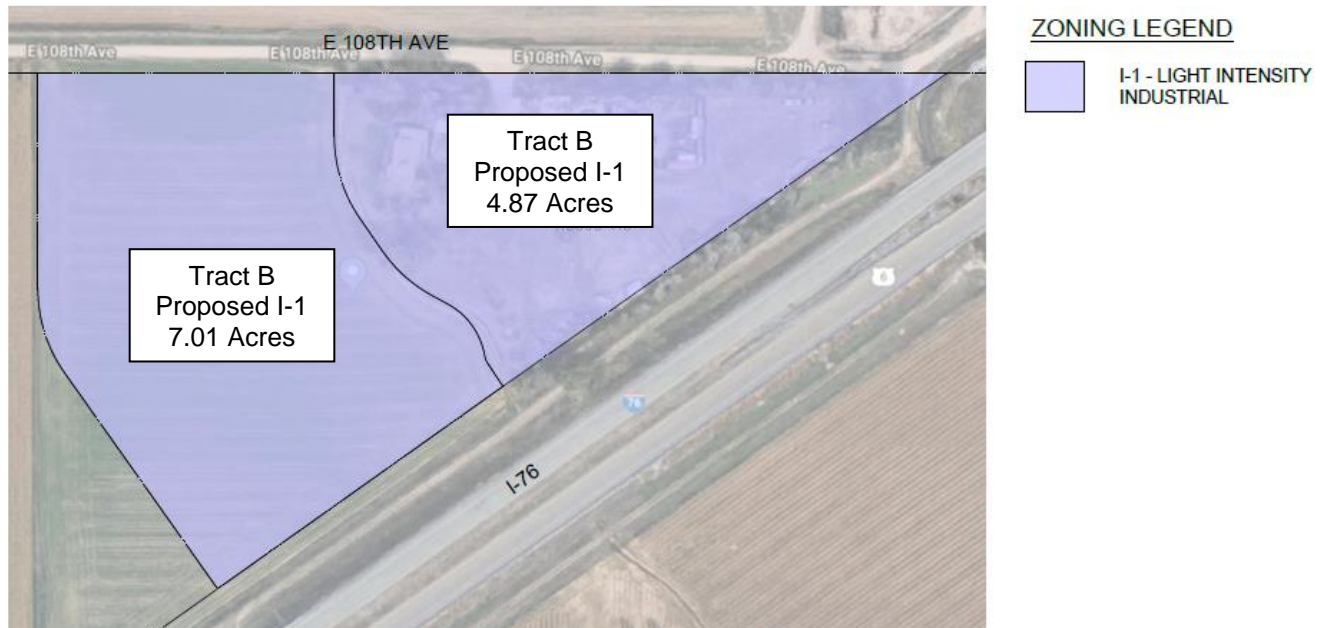 E 108TH AVE
E 108th Ave
E 108th Ave
E 108th Ave
E 108th Ave
ZONING LEGEND
I-1 - LIGHT INTENSITY
INDUSTRIAL
Tract B
Proposed I-1
4.87 Acres
Tract B
Proposed I-1
7.01 Acres
6
76
I-76